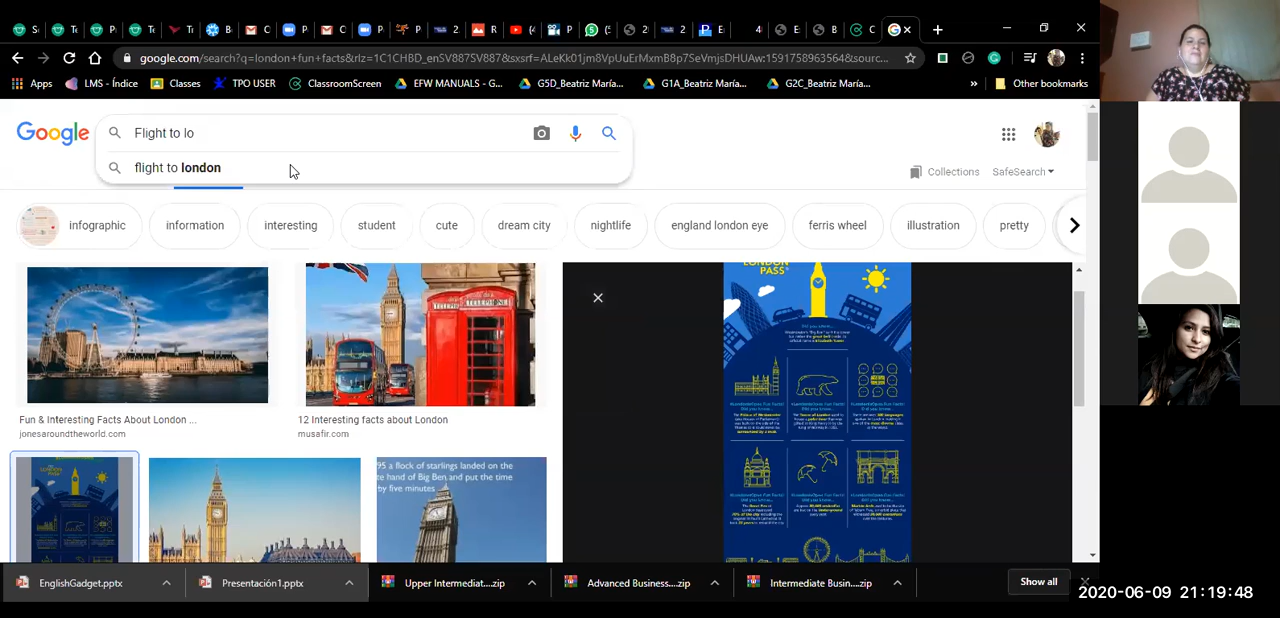 google.com/search?q=london+fun+facts&rlz=1C1CHBD_enSV887SV887&sxsrf=ALeKk01jm8VpUuErMxmB8p7SeVmjsDHUAw:1591758963564&sourc...
Apps
LMS - Índice
Classes
TPO USER
ClassroomScreen
EFW MANUALS - G...
G5D_Beatriz María...
G1A_Beatriz María...
G2C_Beatriz María...
»
Other bookmarks
Google
Flight to lo
flight to london
Collections
SafeSearch
infographic
information
interesting
student
cute
dream city
nightlife
england london eye
ferris wheel
illustration
pretty
LONDON
PASS
TELEPHONE
Fun & Interesting Facts About London, ...
jonesaroundtheworld.com
12 interesting facts about London
musafir.com
95 a flock of starlings landed on the
te hand of Big Ben and put the time
by five minutes
EnglishGadget.pptx
Presentación1.pptx
Upper Intermediat....zip
Advanced Business....zip
Intermediate Busin....zip
Show all
2020-06-09 21:19:48